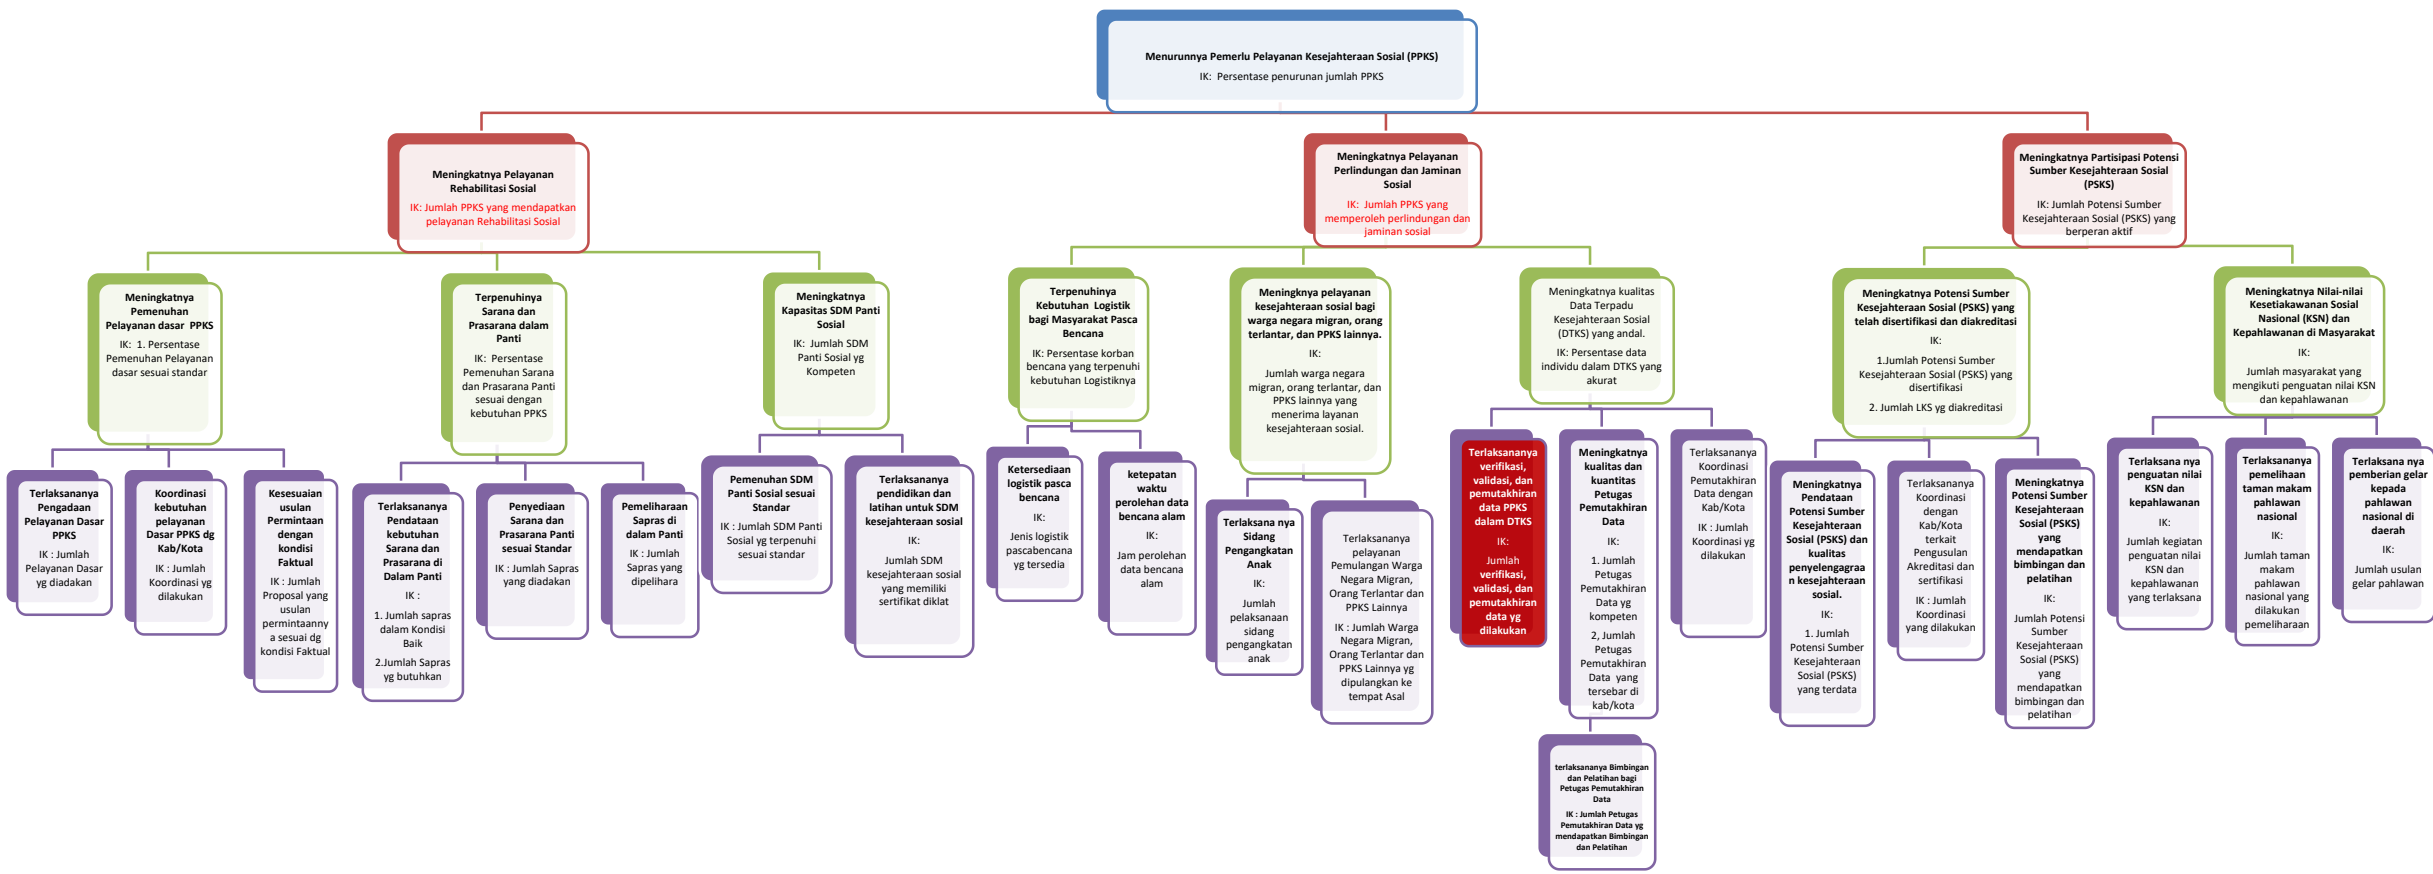 Menurunnya Pemerlu Pelayanan Kesejahteraan Sosial (PPKS)
IK:  Persentase penurunan jumlah PPKS
Meningkatnya Pelayanan
Rehabilitasi Sosial
IK: Jumlah PPKS yang mendapatkan
pelayanan Rehabilitasi Sosial
Meningkatnya Pelayanan
Perlindungan dan Jaminan
Sosial
IK:  Jumlah PPKS yang
memperoleh perlindungan dan
jaminan sosial
Meningkatnya Partisipasi Potensi
Sumber Kesejahteraan Sosial
(PSKS)
IK: Jumlah Potensi Sumber
Kesejahteraan Sosial (PSKS) yang
berperan aktif
Meningkatnya
Pemenuhan
Pelayanan dasar  PPKS
IK:  1. Persentase
Pemenuhan Pelayanan
dasar sesuai standar
Terpenuhinya
Sarana dan
Prasarana dalam
Panti
IK:  Persentase
Pemenuhan Sarana
dan Prasarana Panti
sesuai dengan
kebutuhan PPKS
Meningkatnya
Kapasitas SDM Panti
Sosial
IK:  Jumlah SDM
Panti Sosial yg
Kompeten
Terpenuhinya
Kebutuhan  Logistik
bagi Masyarakat Pasca
Bencana
IK: Persentase korban
bencana yang terpenuhi
kebutuhan Logistiknya
Meningknya pelayanan
kesejahteraan sosial bagi
warga negara migran, orang
terlantar, dan PPKS lainnya.
IK:
Jumlah warga negara
migran, orang terlantar, dan
PPKS lainnya yang
menerima layanan
kesejahteraan sosial.
Meningkatnya kualitas
Data Terpadu
Kesejahteraan Sosial
(DTKS) yang andal.
IK: Persentase data
individu dalam DTKS yang
akurat
Meningkatnya Potensi Sumber
Kesejahteraan Sosial (PSKS) yang
telah disertifikasi dan diakreditasi
IK:
1.Jumlah Potensi Sumber
Kesejahteraan Sosial (PSKS) yang
disertifikasi
2. Jumlah LKS yg diakreditasi
Meningkatnya Nilai-nilai
Kesetiakawanan Sosial
Nasional (KSN) dan
Kepahlawanan di Masyarakat
IK:
Jumlah masyarakat yang
mengikuti penguatan nilai KSN
dan kepahlawanan
Terlaksananya
Pengadaan
Pelayanan Dasar
PPKS
IK : Jumlah
Pelayanan Dasar
yg diadakan
Koordinasi
kebutuhan
pelayanan
Dasar PPKS dg
Kab/Kota
IK : Jumlah
Koordinasi yg
dilakukan
Kesesuaian
usulan
Permintaan
dengan
kondisi
Faktual
IK : Jumlah
Proposal yang
usulan
permintaanny
a sesuai dg
kondisi Faktual
Terlaksananya
Pendataan
kebutuhan
Sarana dan
Prasarana di
Dalam Panti
IK :
1. Jumlah sapras
dalam Kondisi
Baik
2.Jumlah Sapras
yg butuhkan
Penyediaan
Sarana dan
Prasarana Panti
sesuai Standar
IK : Jumlah Sapras
yang diadakan
Pemeliharaan
Sapras di
dalam Panti
IK : Jumlah
Sapras yang
dipelihara
Pemenuhan SDM
Panti Sosial sesuai
Standar
IK : Jumlah SDM Panti
Sosial yg terpenuhi
sesuai standar
Terlaksananya
pendidikan dan
latihan untuk SDM
kesejahteraan sosial
IK:
Jumlah SDM
kesejahteraan sosial
yang memiliki
sertifikat diklat
Ketersediaan
logistik pasca
bencana
IK:
Jenis logistik
pascabencana
yg tersedia
ketepatan
waktu
perolehan data
bencana alam
IK:
Jam perolehan
data bencana
alam
Terlaksana nya
Sidang
Pengangkatan
Anak
IK:
Jumlah
pelaksanaan
sidang
pengangkatan
anak
Terlaksananya
pelayanan
Pemulangan Warga
Negara Migran,
Orang Terlantar dan
PPKS Lainnya
IK : Jumlah Warga
Negara Migran,
Orang Terlantar dan
PPKS Lainnya yg
dipulangkan ke
tempat Asal
Terlaksananya
verifikasi,
validasi, dan
pemutakhiran
data PPKS
dalam DTKS
IK:
Jumlah
verifikasi,
validasi, dan
pemutakhiran
data yg
dilakukan
Meningkatnya
kualitas dan
kuantitas
Petugas
Pemutakhiran
Data
IK:
1. Jumlah
Petugas
Pemutakhiran
Data yg
kompeten
2, Jumlah
Petugas
Pemutakhiran
Data  yang
tersebar di
kab/kota
Terlaksananya
Koordinasi
Pemutakhiran
Data dengan
Kab/Kota
IK : Jumlah
Koordinasi yg
dilakukan
Meningkatnya
Pendataan
Potensi Sumber
Kesejahteraan
Sosial (PSKS) dan
kualitas
penyelengagraa
n kesejahteraan
sosial.
IK:
1. Jumlah
Potensi Sumber
Kesejahteraan
Sosial (PSKS)
yang terdata
Terlaksananya
Koordinasi
dengan
Kab/Kota
terkait
Pengusulan
Akreditasi dan
sertifikasi
IK : Jumlah
Koordinasi
yang dilakukan
Meningkatnya
Potensi Sumber
Kesejahteraan
Sosial (PSKS)
yang
mendapatkan
bimbingan dan
pelatihan
IK:
Jumlah Potensi
Sumber
Kesejahteraan
Sosial (PSKS)
yang
mendapatkan
bimbingan dan
pelatihan
Terlaksana nya
penguatan nilai
KSN dan
kepahlawanan
IK:
Jumlah kegiatan
penguatan nilai
KSN dan
kepahlawanan
yang terlaksana
Terlaksananya
pemelihaan
taman makam
pahlawan
nasional
IK:
Jumlah taman
makam
pahlawan
nasional yang
dilakukan
pemeliharaan
Terlaksana nya
pemberian gelar
kepada
pahlawan
nasional di
daerah
IK:
Jumlah usulan
gelar pahlawan
terlaksananya Bimbingan
dan Pelatihan bagi
Petugas Pemutakhiran
Data
IK : Jumlah Petugas
Pemutakhiran Data yg
mendapatkan Bimbingan
dan Pelatihan